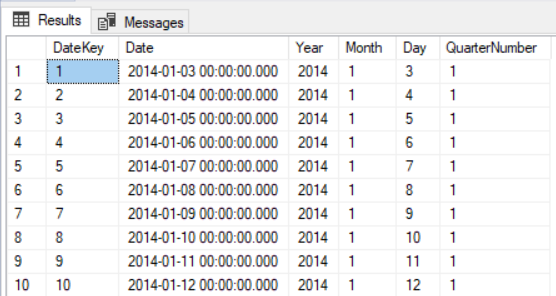 Results Messages
DateKey Date Year Month Day QuarterNumber
1 1 2014-01-03 00:00:00.000 2014 1 3 1
2 2 2014-01-04 00:00:00.000 2014 1 4 1
3 3 2014-01-05 00:00:00.000 2014 1 5 1
4 4 2014-01-06 00:00:00.000 2014 1 6 1
5 5 2014-01-07 00:00:00.000 2014 1 7 1
6 6 2014-01-08 00:00:00.000 2014 1 8 1
7 7 2014-01-09 00:00:00.000 2014 1 9 1
8 8 2014-01-10 00:00:00.000 2014 1 10 1
9 9 2014-01-11 00:00:00.000 2014 1 11 1
10 10 2014-01-12 00:00:00.000 2014 1 12 1